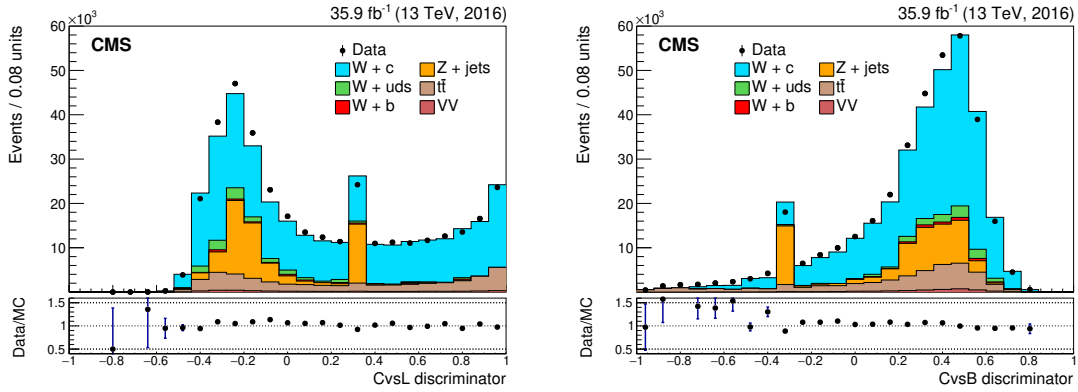 35.9 fb⁻¹ (13 TeV, 2016)
×10³
60
50
40
30
20
10
Events / 0.08 units
CMS
Data
W + c
Z + jets
W + uds
tt̄
W + b
VV
1.5
1
0.5
Data/MC
−1 −0.8 −0.6 −0.4 −0.2 0 0.2 0.4 0.6 0.8 1
CvsL discriminator
35.9 fb⁻¹ (13 TeV, 2016)
×10³
60
50
40
30
20
10
Events / 0.08 units
CMS
Data
W + c
Z + jets
W + uds
tt̄
W + b
VV
1.5
1
0.5
Data/MC
−1 −0.8 −0.6 −0.4 −0.2 0 0.2 0.4 0.6 0.8 1
CvsB discriminator